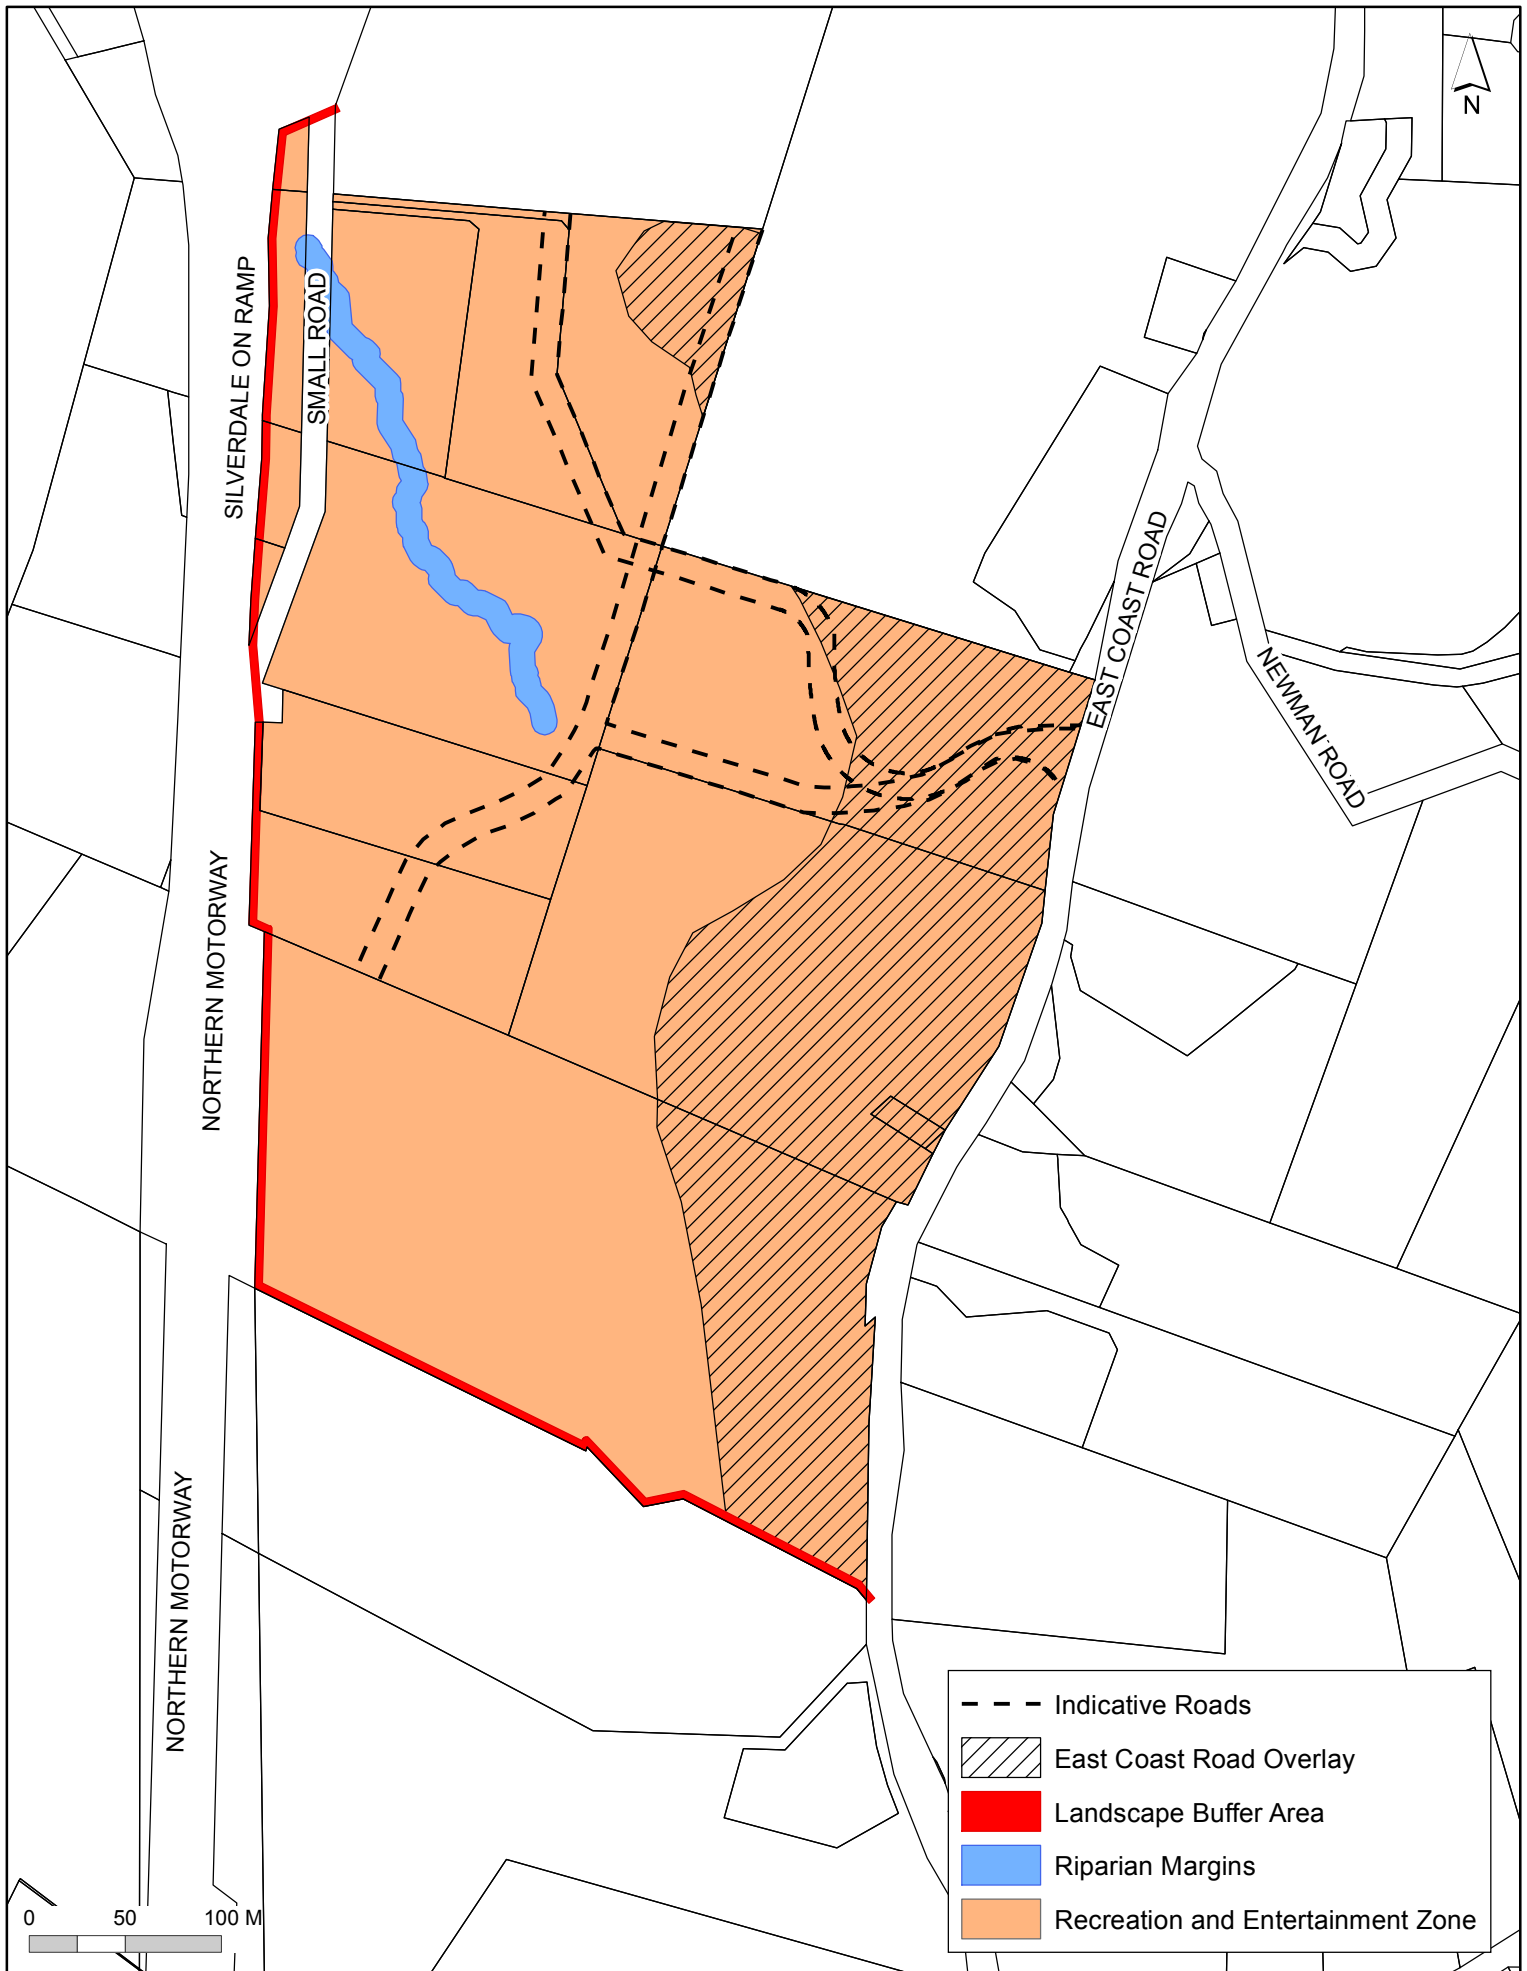 N
SILVERDALE ON RAMP
SMALL ROAD
EAST COAST ROAD
NEWMAN ROAD
NORTHERN MOTORWAY
NORTHERN MOTORWAY
Indicative Roads
East Coast Road Overlay
Landscape Buffer Area
Riparian Margins
Recreation and Entertainment Zone
0 50 100 M